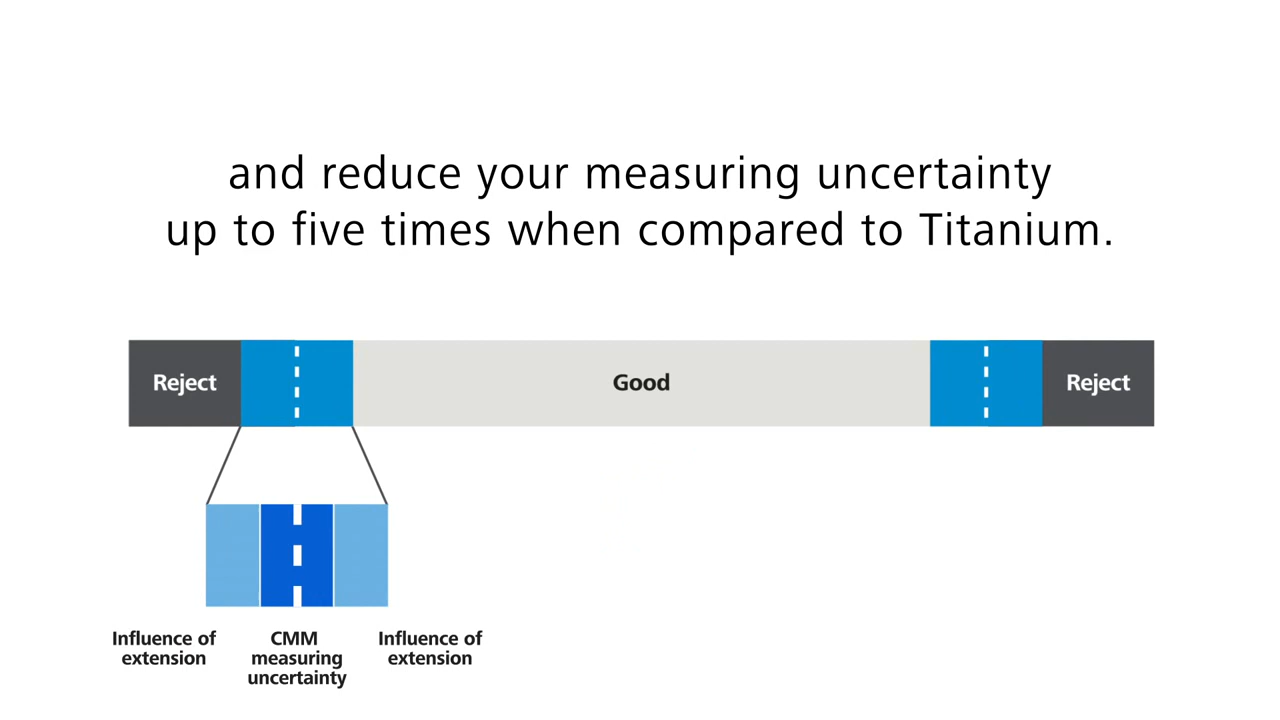 and reduce your measuring uncertainty
up to five times when compared to Titanium.
Reject
Good
Reject
Influence of
extension
CMM
measuring
uncertainty
Influence of
extension